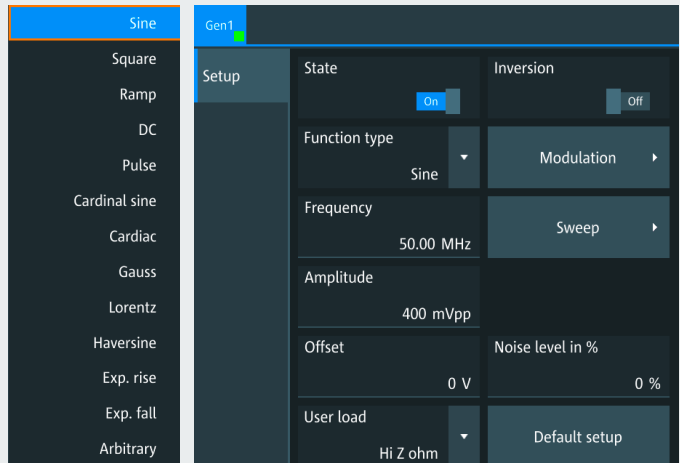 Sine
Square
Ramp
DC
Pulse
Cardinal sine
Cardiac
Gauss
Lorentz
Haversine
Exp. rise
Exp. fall
Arbitrary
Gen1
Setup
State
On
Inversion
Off
Function type
Sine
Modulation
Frequency
50.00 MHz
Sweep
Amplitude
400 mVpp
Offset
0 V
Noise level in %
0 %
User load
Hi Z ohm
Default setup